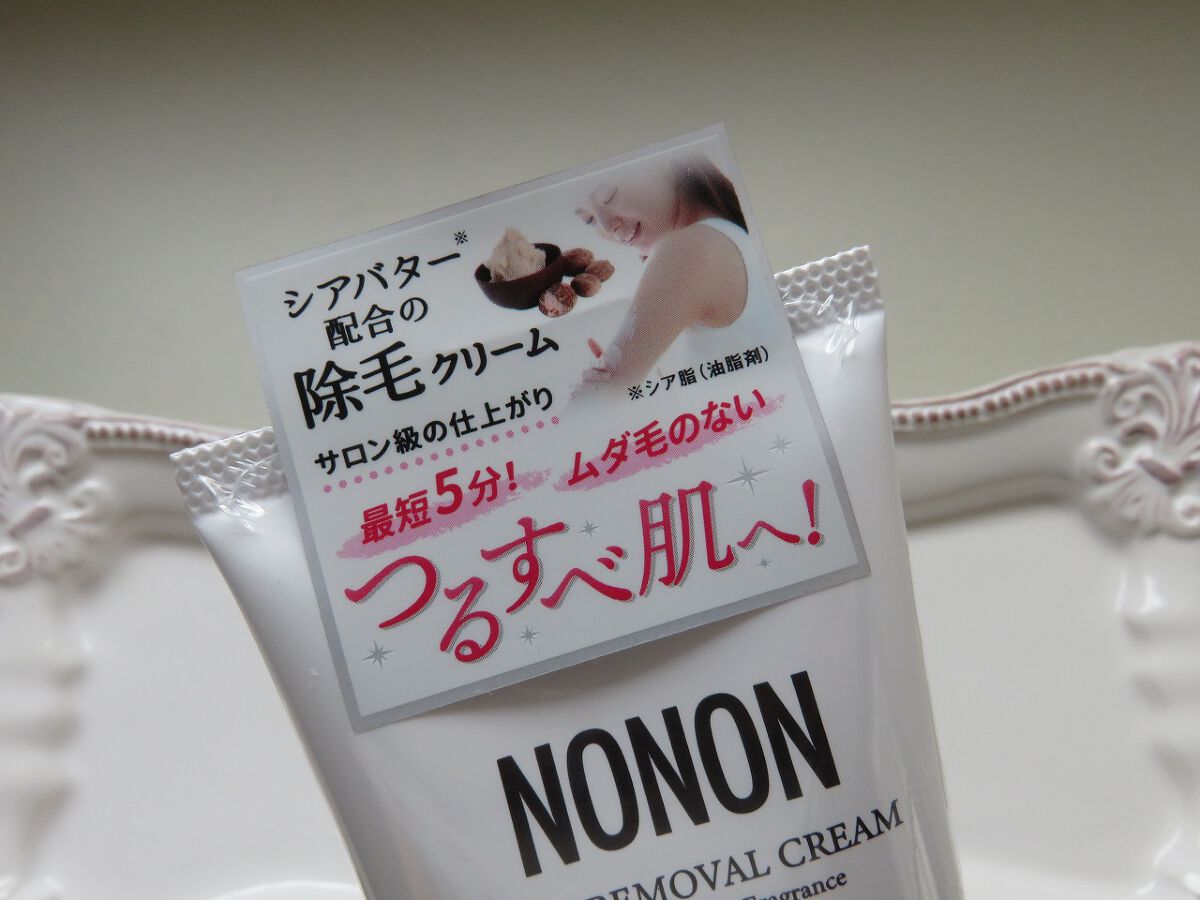 シアバター※
配合の
除毛クリーム
※シア脂(油脂剤)
サロン級の仕上がり
最短5分! ムダ毛のない
つるすべ肌へ!
NONON
REMOVAL CREAM
Fragrance